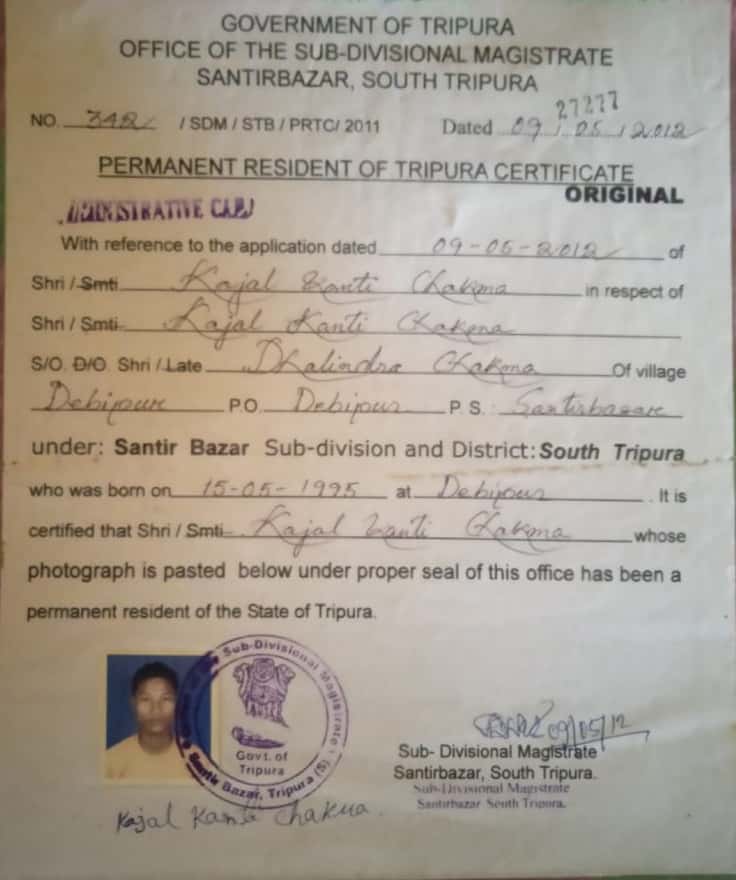 GOVERNMENT OF TRIPURA
OFFICE OF THE SUB-DIVISIONAL MAGISTRATE
SANTIRBAZAR, SOUTH TRIPURA
27277
NO. 342 / SDM / STB / PRTC/ 2011 Dated 09 / 05 / 2012
PERMANENT RESIDENT OF TRIPURA CERTIFICATE
ORIGINAL
With reference to the application dated 09-05-2012 of
Shri / Smti Kajal Kanti Chakma in respect of
Shri / Smti Kajal Kanti Chakma
S/O. D/O. Shri / Late Dhalindra Chakma Of village
Debipur P.O. Debipur P.S.: Santirbazar
under: Santir Bazar Sub-division and District: South Tripura
who was born on 15-05-1995 at Debipur . It is
certified that Shri / Smti Kajal Kanti Chakma whose
photograph is pasted below under proper seal of this office has been a
permanent resident of the State of Tripura.
Sub-Divisional Magistrate
Govt. of
Tripura
Santir Bazar, Tripura (S)
09/05/12
Sub- Divisional Magistrate
Santirbazar, South Tripura.
Sub-Divisional Magistrate
Santirbazar South Tripura.
Kajal Kanti Chakma